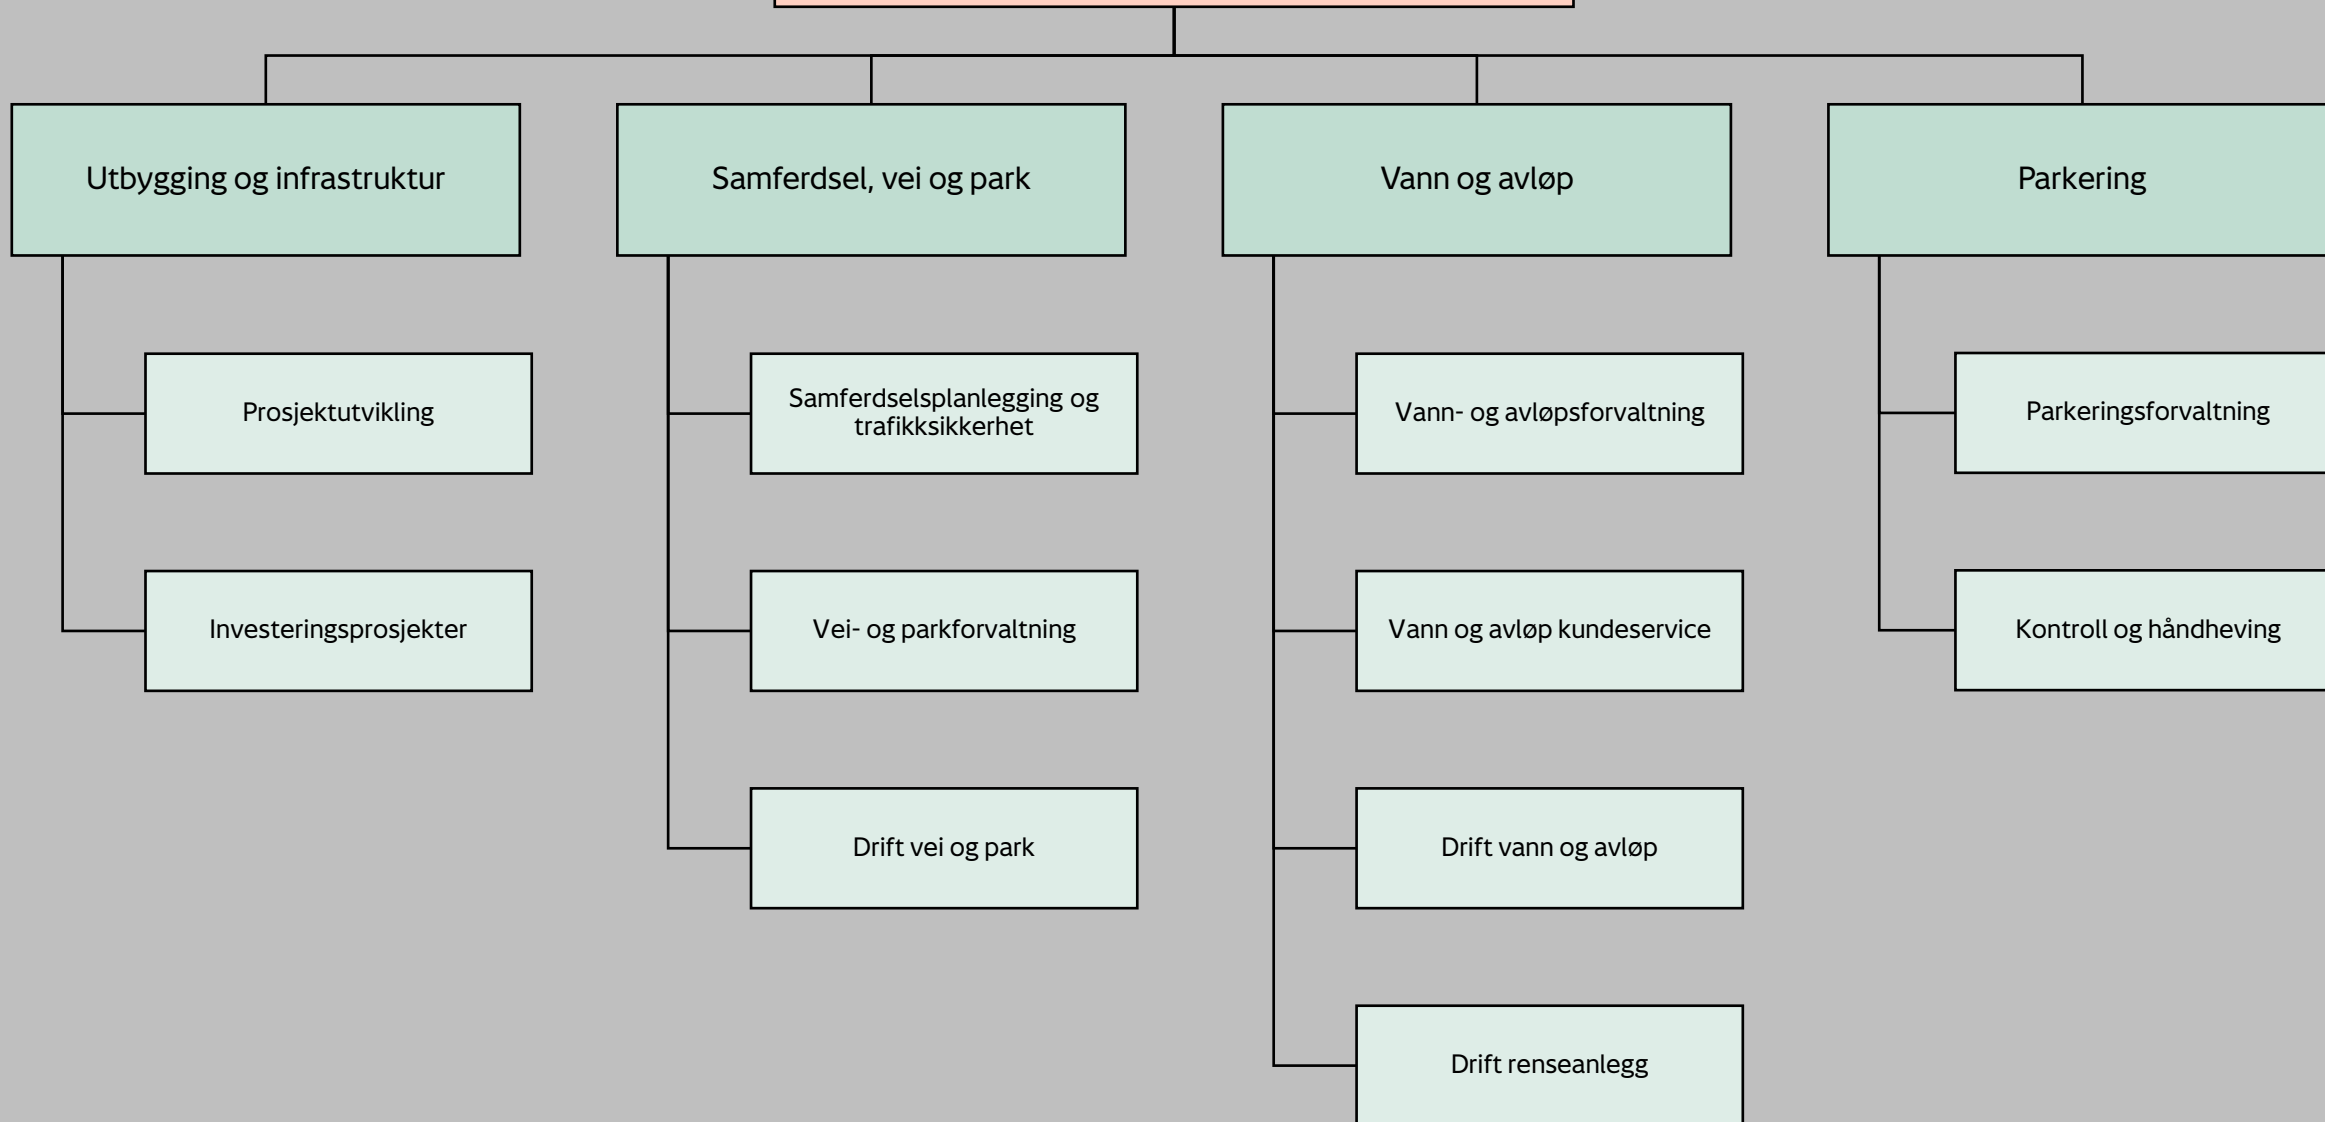 Utbygging og infrastruktur
Samferdsel, vei og park
Vann og avløp
Parkering
Prosjektutvikling
Samferdselsplanlegging og
trafikksikkerhet
Vann- og avløpsforvaltning
Parkeringsforvaltning
Investeringsprosjekter
Vei- og parkforvaltning
Vann og avløp kundeservice
Kontroll og håndheving
Drift vei og park
Drift vann og avløp
Drift renseanlegg